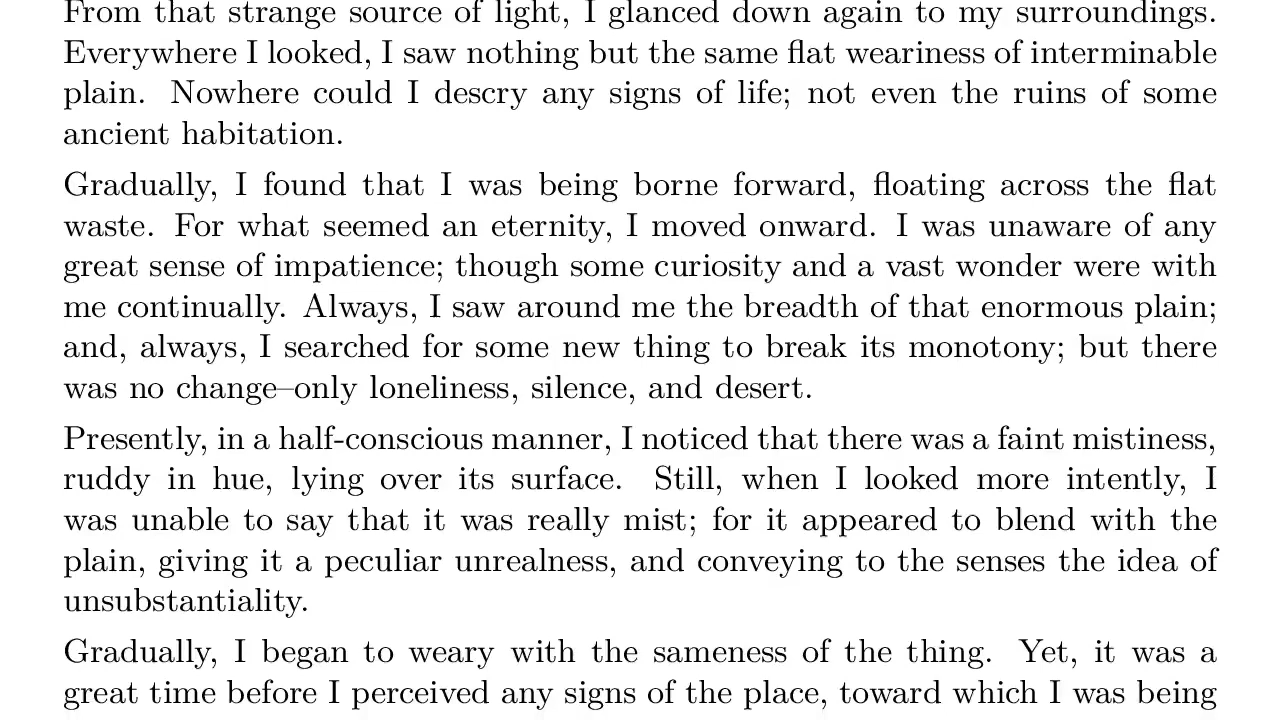 From that strange source of light, I glanced down again to my surroundings.
Everywhere I looked, I saw nothing but the same flat weariness of interminable
plain. Nowhere could I descry any signs of life; not even the ruins of some
ancient habitation.
Gradually, I found that I was being borne forward, floating across the flat
waste. For what seemed an eternity, I moved onward. I was unaware of any
great sense of impatience; though some curiosity and a vast wonder were with
me continually. Always, I saw around me the breadth of that enormous plain;
and, always, I searched for some new thing to break its monotony; but there
was no change–only loneliness, silence, and desert.
Presently, in a half-conscious manner, I noticed that there was a faint mistiness,
ruddy in hue, lying over its surface. Still, when I looked more intently, I
was unable to say that it was really mist; for it appeared to blend with the
plain, giving it a peculiar unrealness, and conveying to the senses the idea of
unsubstantiality.
Gradually, I began to weary with the sameness of the thing. Yet, it was a
great time before I perceived any signs of the place, toward which I was being